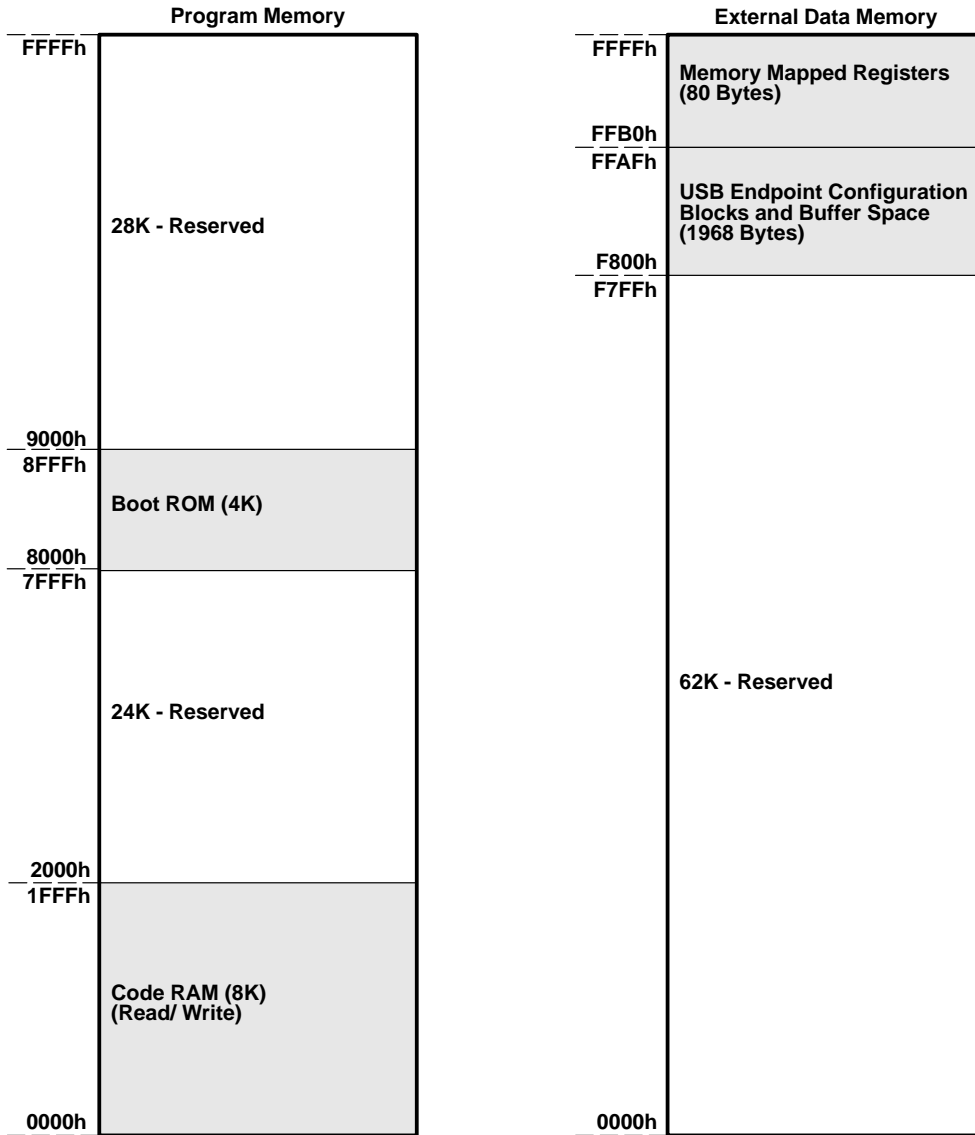 Program Memory
FFFFh
28K - Reserved
9000h
8FFFh
Boot ROM (4K)
8000h
7FFFh
24K - Reserved
2000h
1FFFh
Code RAM (8K)
(Read/ Write)
0000h
External Data Memory
FFFFh
Memory Mapped Registers
(80 Bytes)
FFB0h
FFAFh
USB Endpoint Configuration
Blocks and Buffer Space
(1968 Bytes)
F800h
F7FFh
62K - Reserved
0000h